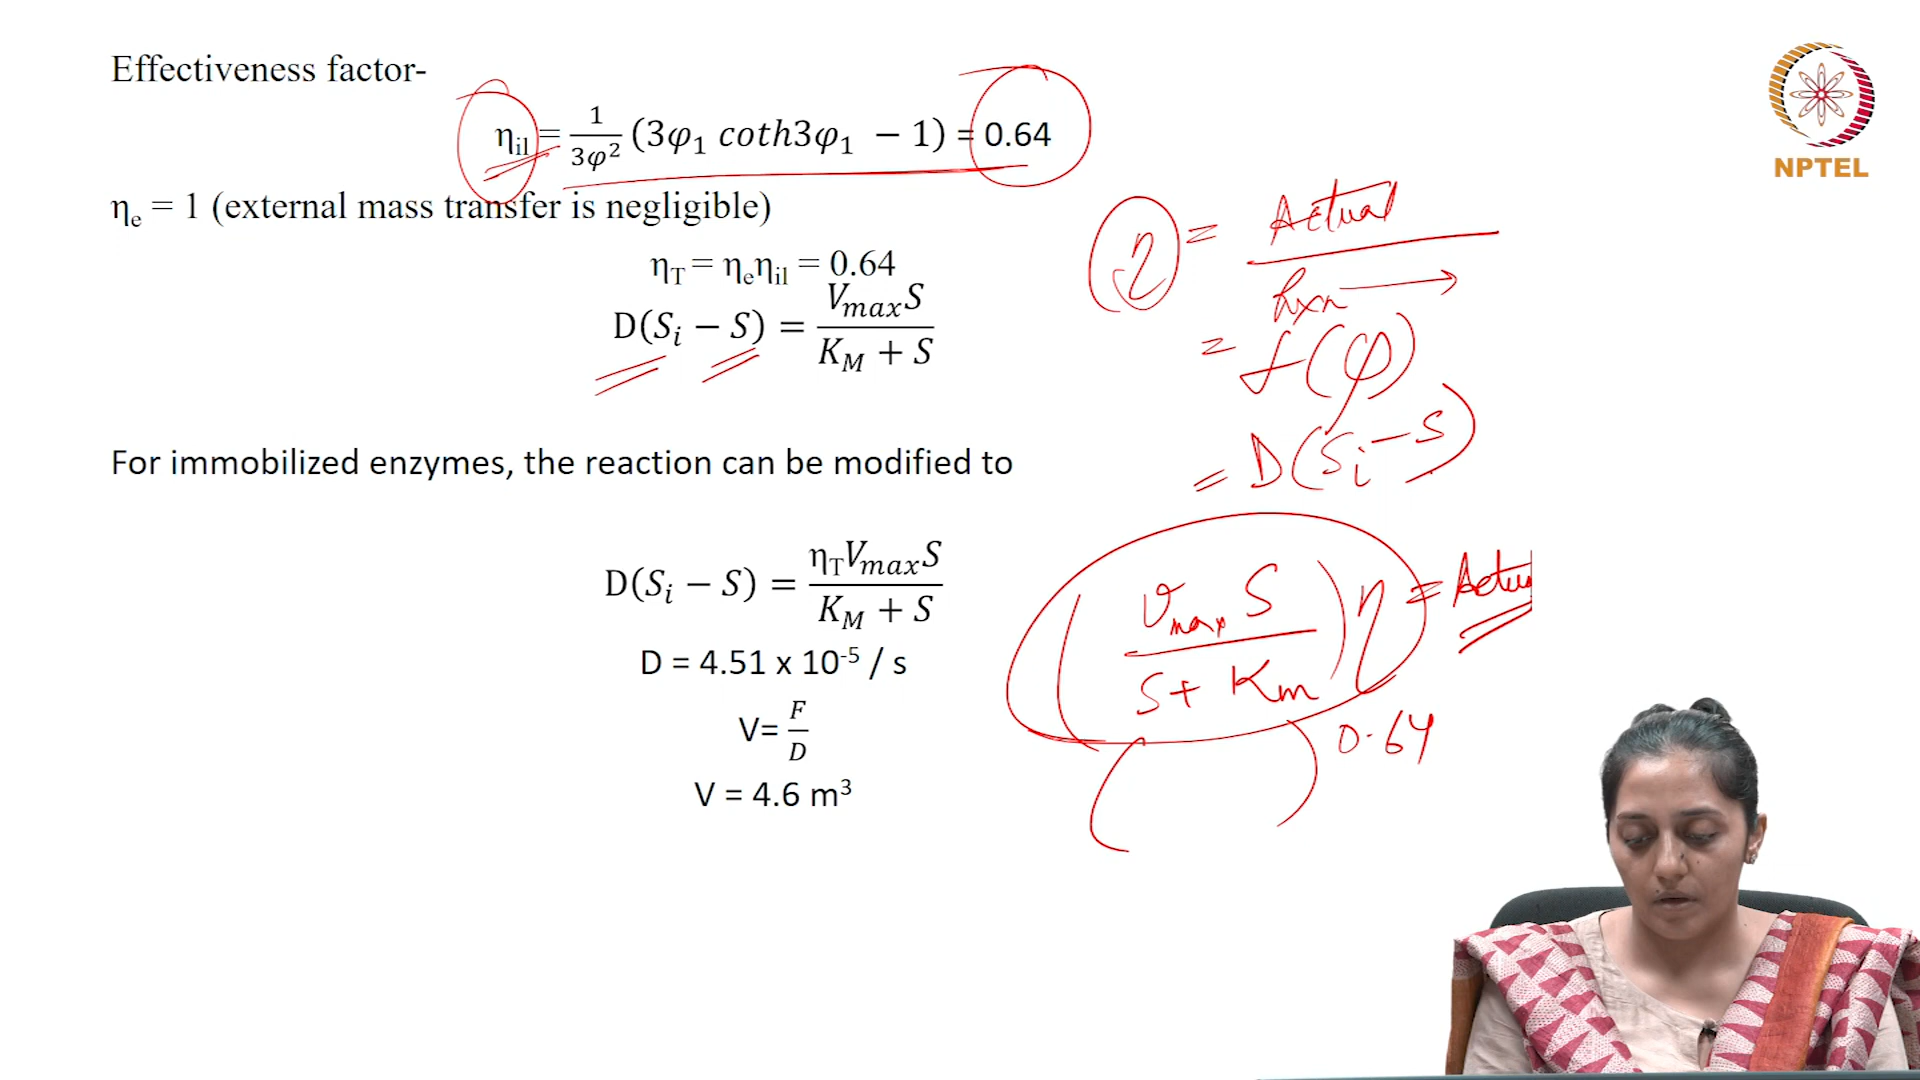 Effectiveness factor-
ηil = 1/3φ² (3φ₁ coth3φ₁ − 1) = 0.64
ηe = 1 (external mass transfer is negligible)
ηT = ηeηil = 0.64
D(Si − S) = VmaxS / KM + S
For immobilized enzymes, the reaction can be modified to
D(Si − S) = ηTVmaxS / KM + S
D = 4.51 x 10⁻⁵ / s
V= F / D
V = 4.6 m³
NPTEL
η = Actual / rxn →
= f(φ)
= D(Si − S)
(Vmax S / S + Km) η =
( ) 0.64